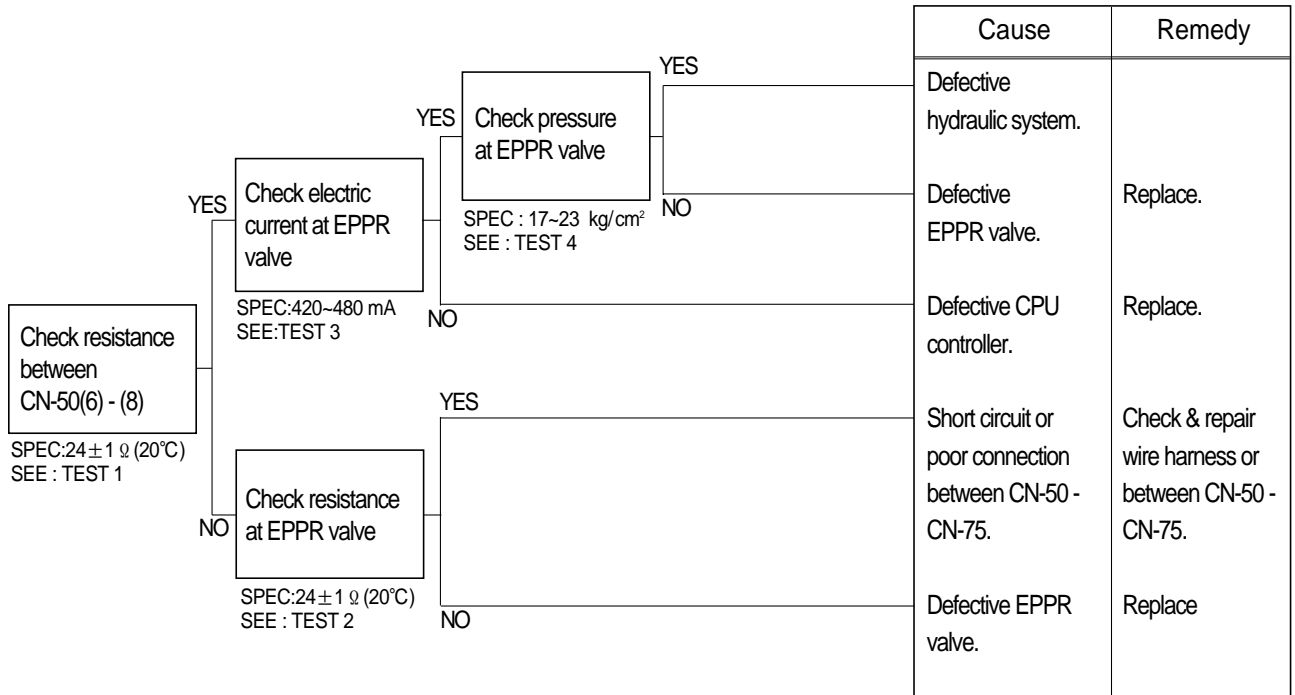 Cause Remedy
YES
Defective
hydraulic system.
YES
Check pressure
at EPPR valve
NO
SPEC : 17~23 kg/cm²
SEE : TEST 4
Defective
EPPR valve.
Replace.
YES
Check electric
current at EPPR
valve
SPEC:420~480 mA
SEE:TEST 3
NO
Defective CPU
controller.
Replace.
Check resistance
between
CN-50(6) - (8)
SPEC:24±1 Ω (20℃)
SEE : TEST 1
YES
Short circuit or
poor connection
between CN-50 -
CN-75.
Check & repair
wire harness or
between CN-50 -
CN-75.
NO
Check resistance
at EPPR valve
SPEC:24±1 Ω (20℃)
SEE : TEST 2
NO
Defective EPPR
valve.
Replace